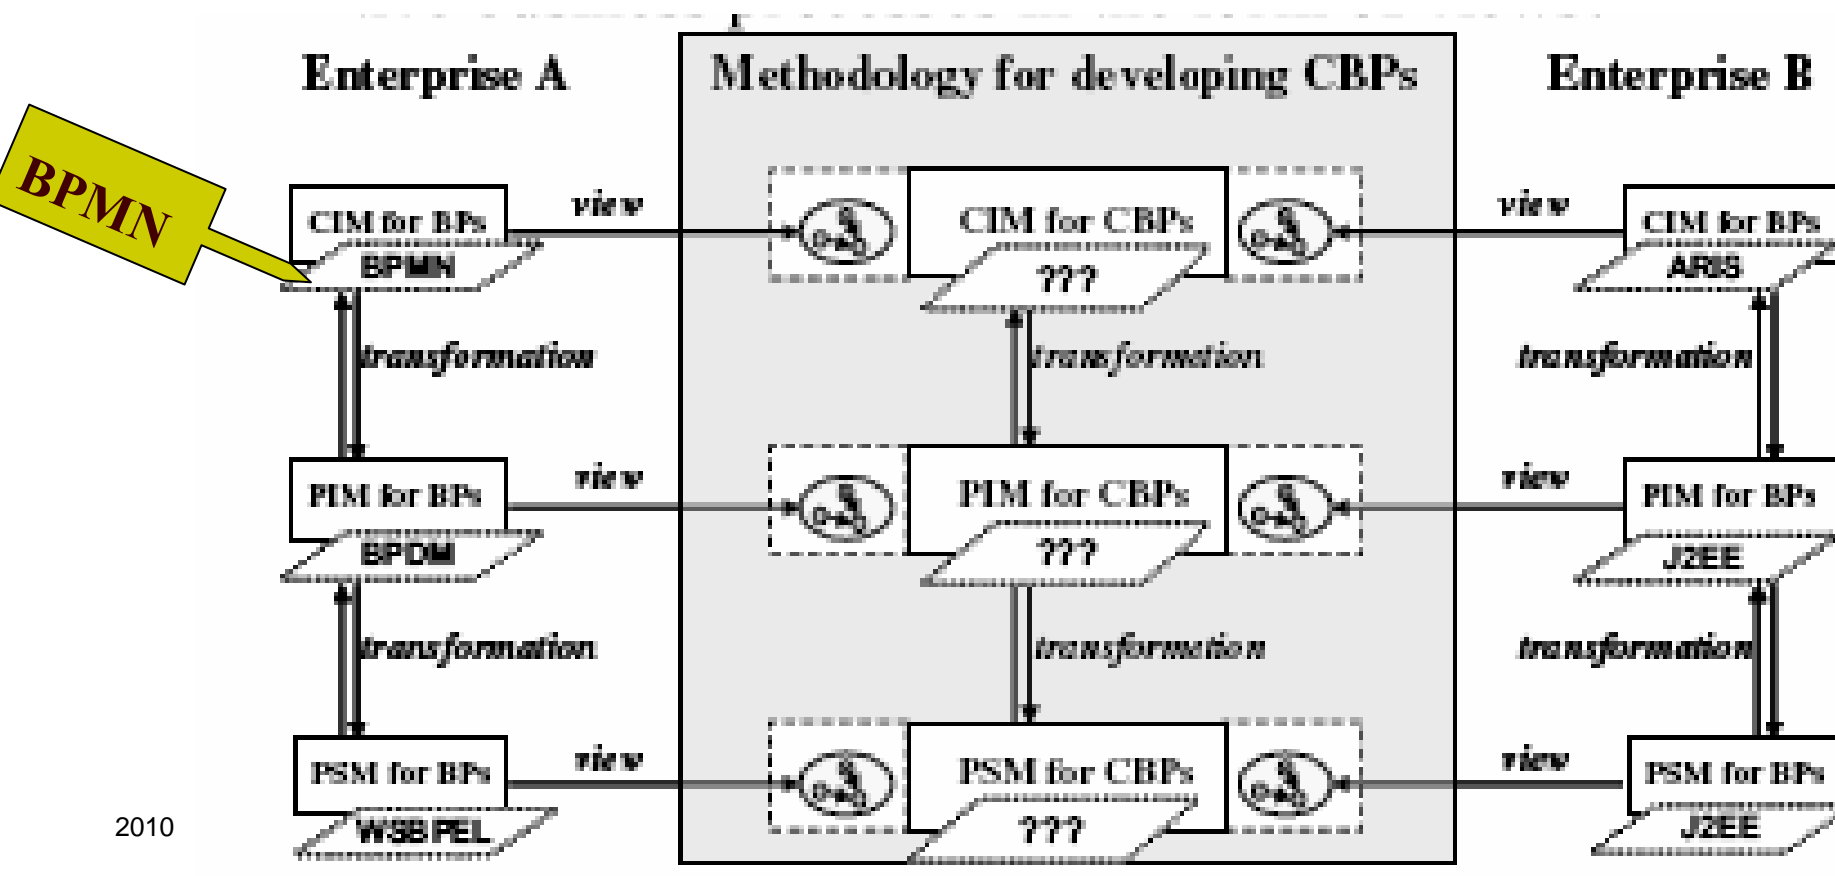 Enterprise A
Methodology for developing CBPs
Enterprise B
BPMN
CIM for BPs
BPMN
view
CIM for CBPs
???
view
CIM for BPs
ARIS
transformation
transformation
transformation
PIM for BPs
BPDM
view
PIM for CBPs
???
view
PIM for BPs
J2EE
transformation
transformation
transformation
PSM for BPs
WSBPEL
view
PSM for CBPs
???
view
PSM for BPs
J2EE
2010